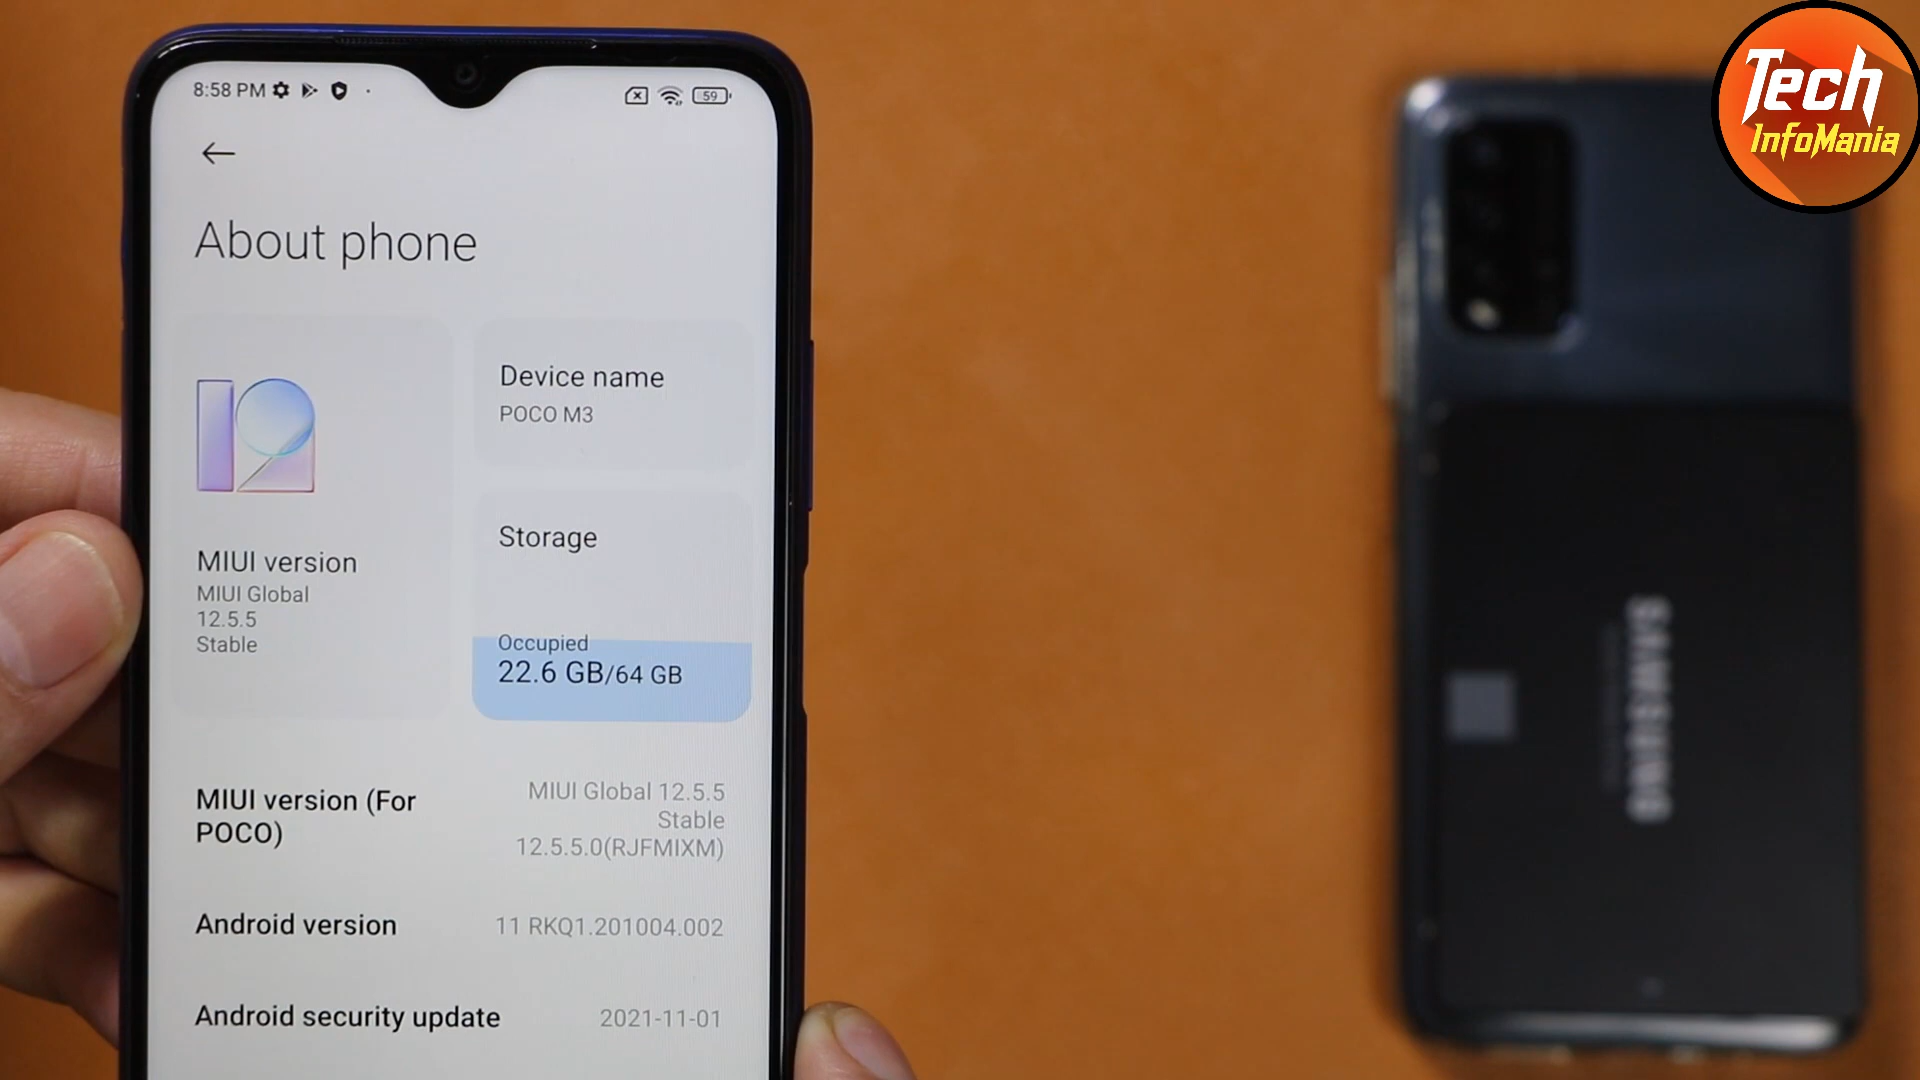 Tech
InfoMania
8:58 PM
59
About phone
12
MIUI version
MIUI Global
12.5.5
Stable
Device name
POCO M3
Storage
Occupied
22.6 GB/64 GB
MIUI version (For
POCO)
MIUI Global 12.5.5
Stable
12.5.5.0(RJFMIXM)
Android version
11 RKQ1.201004.002
Android security update
2021-11-01
SAMSUNG